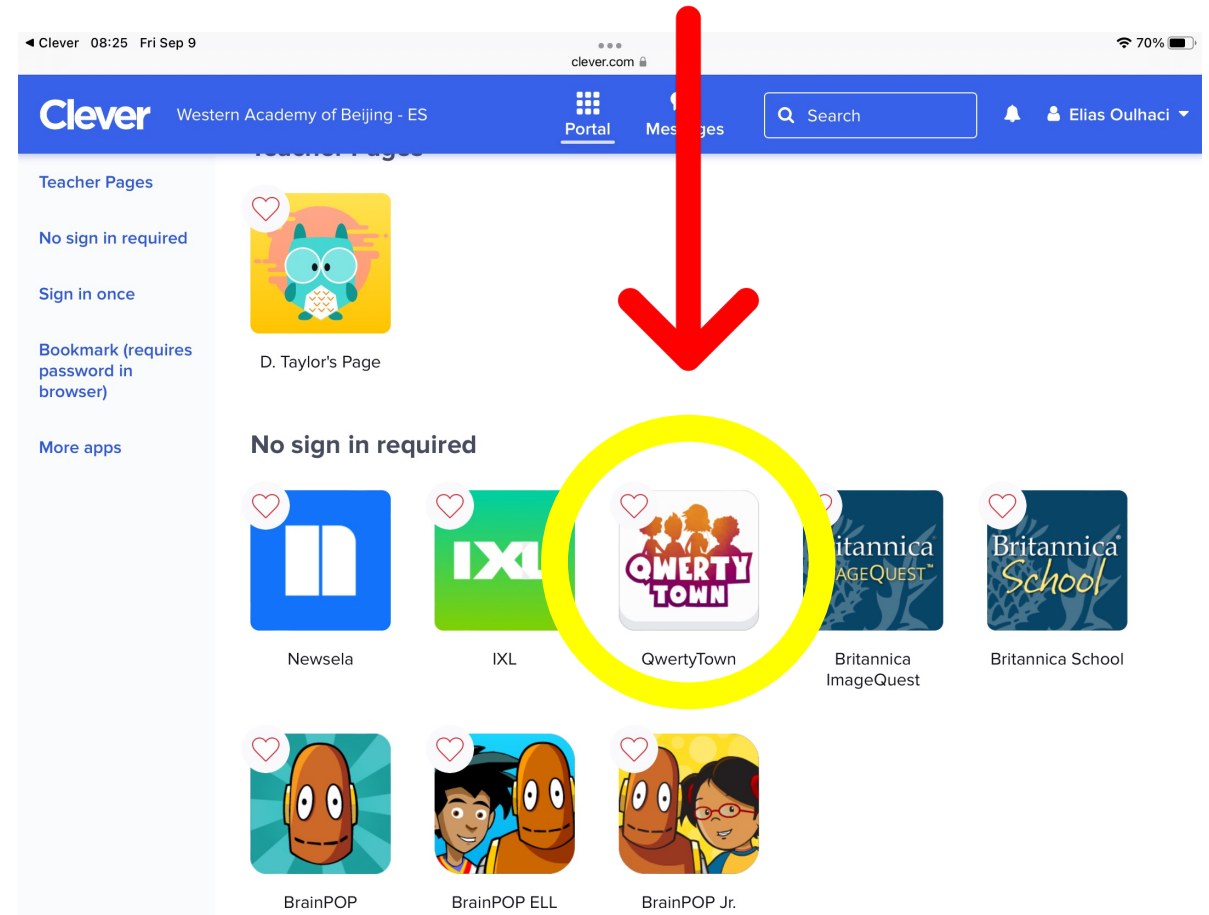 ◀ Clever 08:25 Fri Sep 9
70%
clever.com
Clever Western Academy of Beijing - ES
Portal
Messages
Search
Elias Oulhaci
Teacher Pages
Teacher Pages
No sign in required
Sign in once
Bookmark (requires
password in
browser)
More apps
D. Taylor's Page
No sign in required
IXL
QWERTY
TOWN
Britannica
School
Newsela
IXL
QwertyTown
Britannica
ImageQuest
Britannica School
BrainPOP
BrainPOP ELL
BrainPOP Jr.